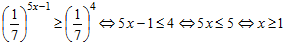 (1/7)^(5x−1) ≥ (1/7)^4 ⇔ 5x−1 ≤ 4 ⇔ 5x ≤ 5 ⇔ x ≥ 1